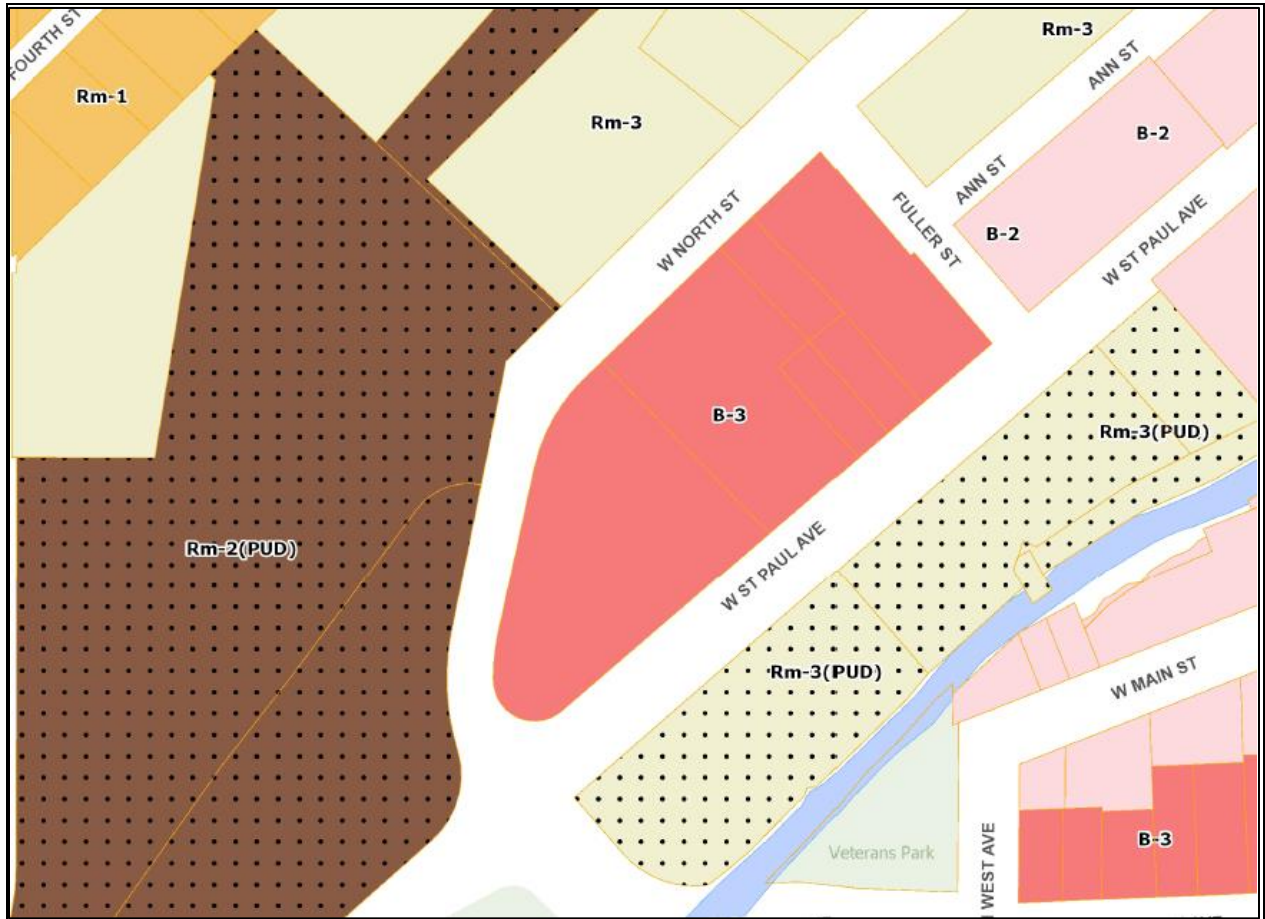 FOURTH ST
Rm-3
ANN ST
Rm-1
Rm-3
B-2
ANN ST
W NORTH ST
FULLER ST
B-2
W ST PAUL AVE
B-3
Rm-3(PUD)
Rm-2(PUD)
W ST PAUL AVE
Rm-3(PUD)
W MAIN ST
Veterans Park
WEST AVE
B-3